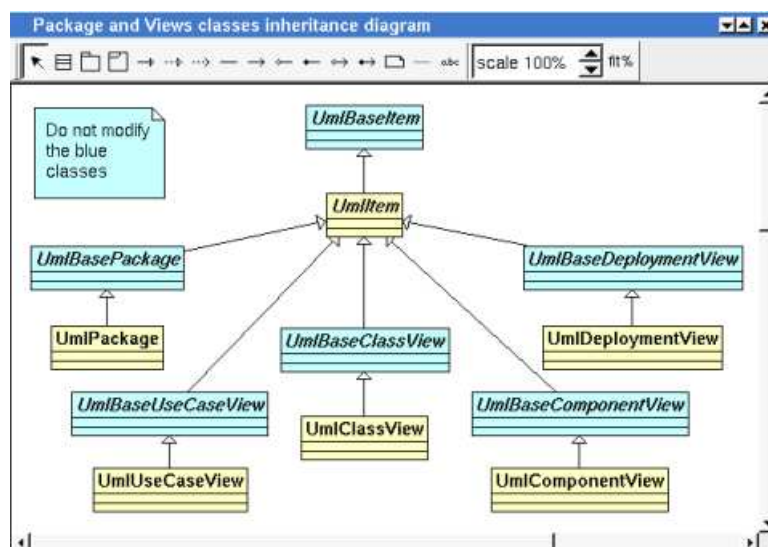 Package and Views classes inheritance diagram
abc scale 100% fit%
Do not modify
the blue
classes
UmlBaseItem
UmlItem
UmlBasePackage
UmlBaseDeploymentView
UmlPackage
UmlBaseClassView
UmlDeploymentView
UmlBaseUseCaseView
UmlBaseComponentView
UmlClassView
UmlUseCaseView
UmlComponentView